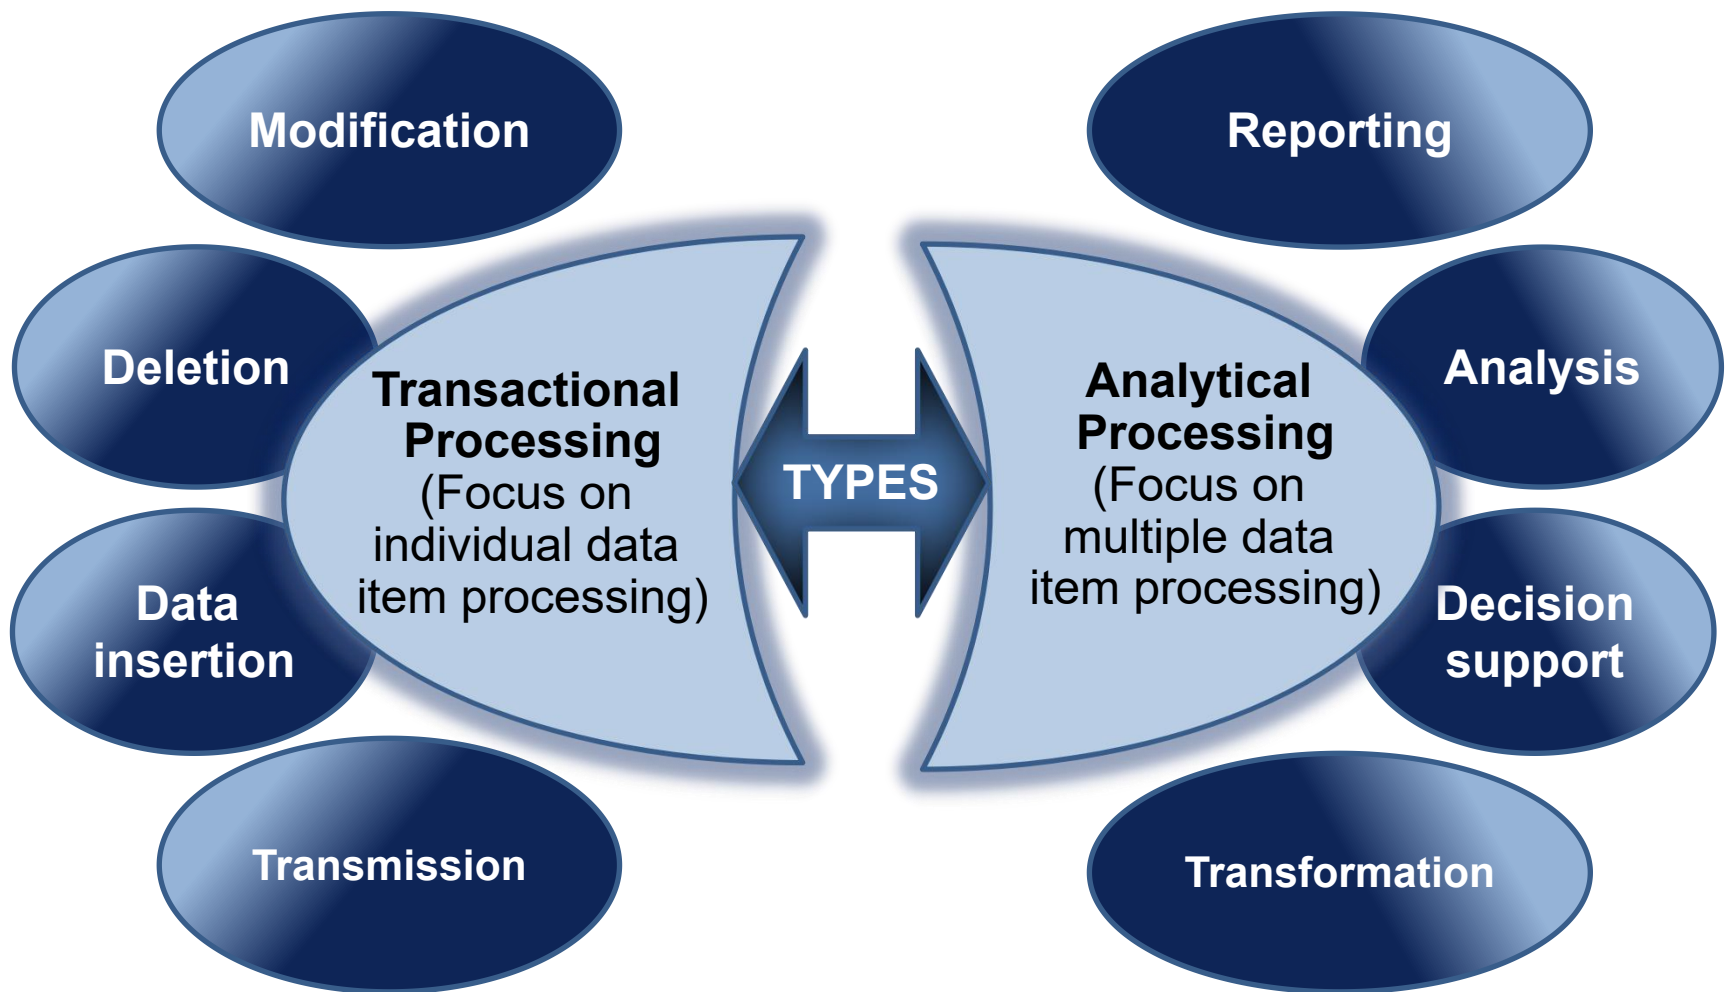 Modification
Deletion
Data
insertion
Transmission
Transactional
Processing
(Focus on
individual data
item processing)
TYPES
Analytical
Processing
(Focus on
multiple data
item processing)
Reporting
Analysis
Decision
support
Transformation